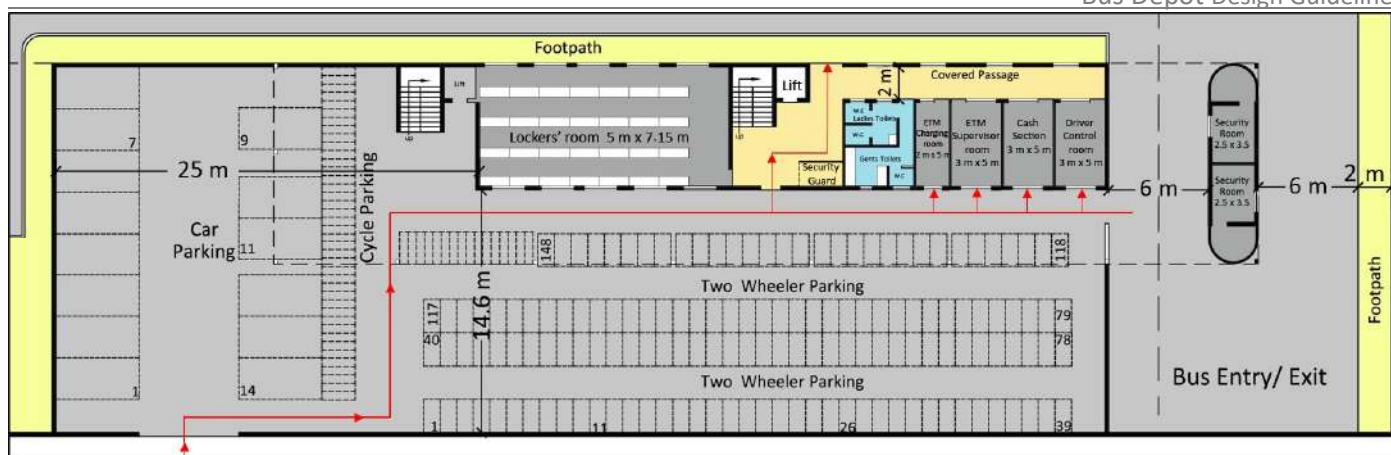 Bus Depot Design Guideline
Footpath
Covered Passage
2 m
Lift
Lift
up
up
W.C
Ladies Toilets
W.C
Gents Toilets
W.C
ETM
Charging
room
2 m x 5 m
ETM
Supervisor
room
3 m x 5 m
Cash
Section
3 m x 5 m
Driver
Control
room
3 m x 5 m
Lockers' room 5 m x 7.15 m
Security
Guard
Security
Room
2.5 x 3.5
Security
Room
2.5 x 3.5
7
9
25 m
6 m
6 m
2 m
Car
Parking
11
Cycle Parking
148
118
14.6 m
Two Wheeler Parking
117
79
40
78
Two Wheeler Parking
Bus Entry/ Exit
Footpath
1
14
1
11
26
39